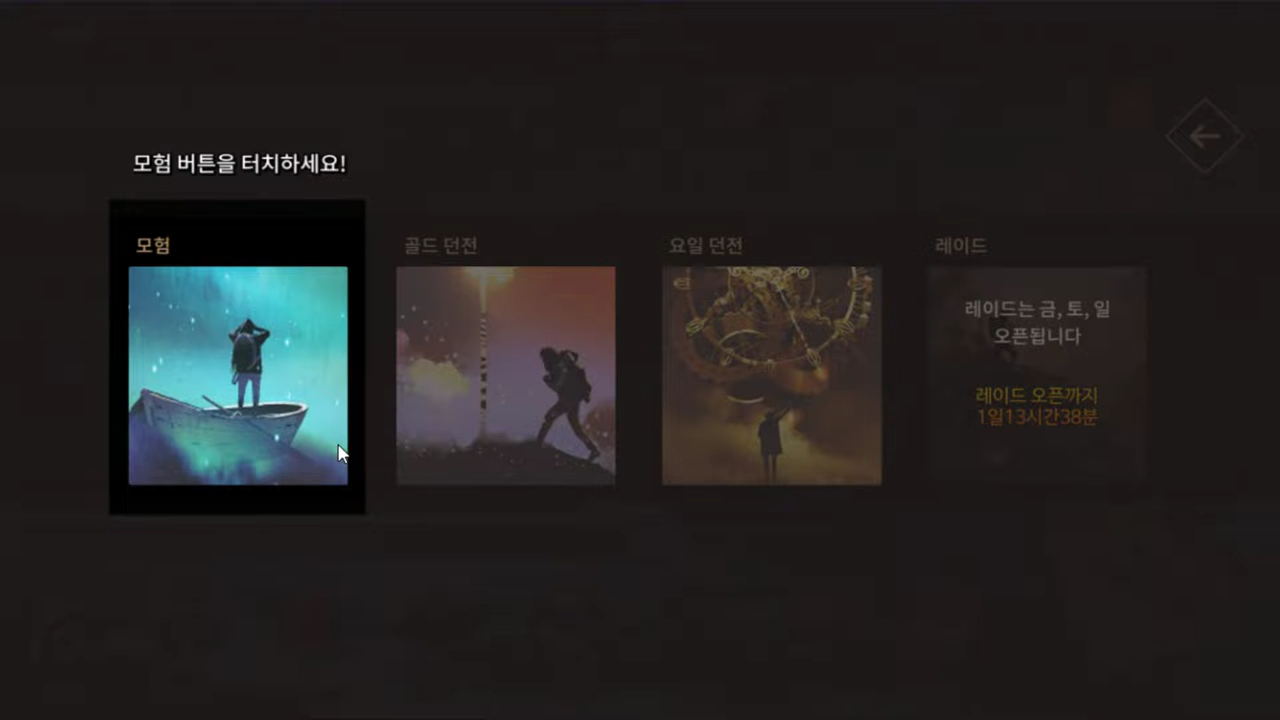 모험 버튼을 터치하세요!
모험
골드 던전
요일 던전
레이드
레이드는 금, 토, 일
오픈됩니다
레이드 오픈까지
1일13시간38분